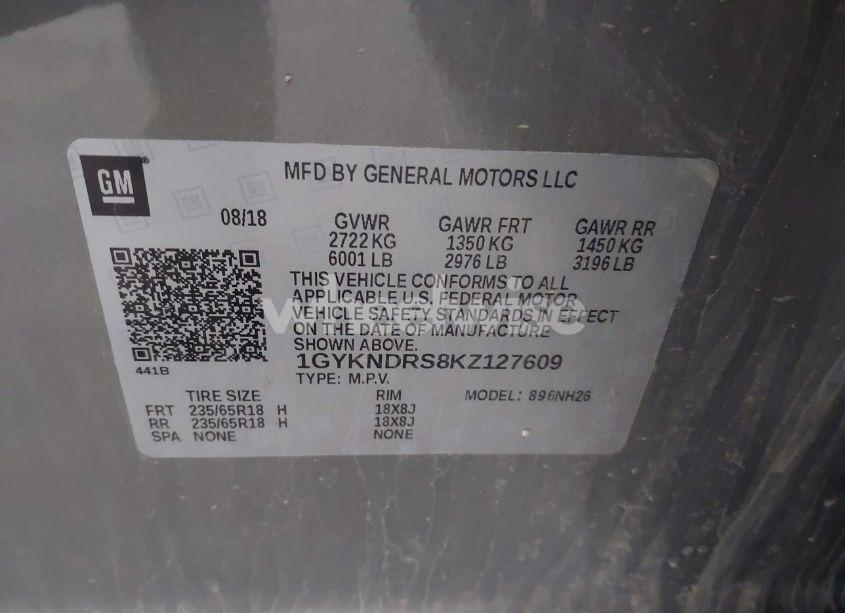 GM
MFD BY GENERAL MOTORS LLC
08/18
GVWR GAWR FRT GAWR RR
2722 KG 1350 KG 1450 KG
6001 LB 2976 LB 3196 LB
THIS VEHICLE CONFORMS TO ALL
APPLICABLE U.S. FEDERAL MOTOR
VEHICLE SAFETY STANDARDS IN EFFECT
ON THE DATE OF MANUFACTURE
SHOWN ABOVE.
1GYKNDRS8KZ127609
441B
TYPE: M.P.V.
TIRE SIZE RIM MODEL: 896NH26
FRT 235/65R18 H 18X8J
RR 235/65R18 H 18X8J
SPA NONE NONE